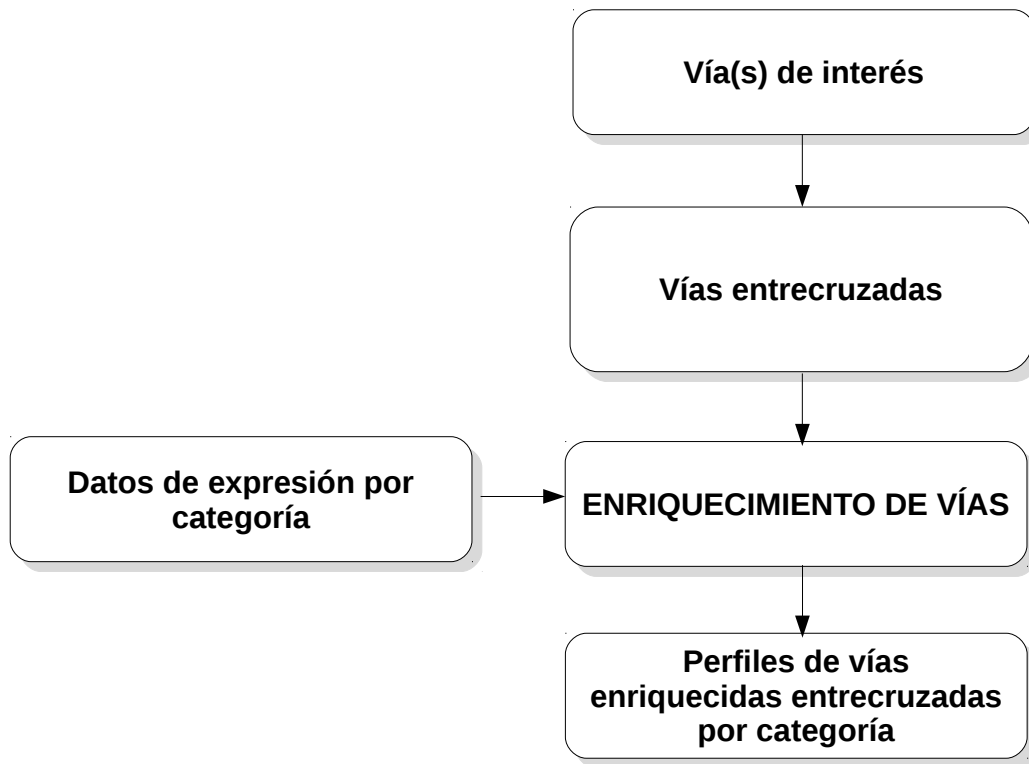 Vía(s) de interés
Vías entrecruzadas
Datos de expresión por
categoría
ENRIQUECIMIENTO DE VÍAS
Perfiles de vías
enriquecidas entrecruzadas
por categoría